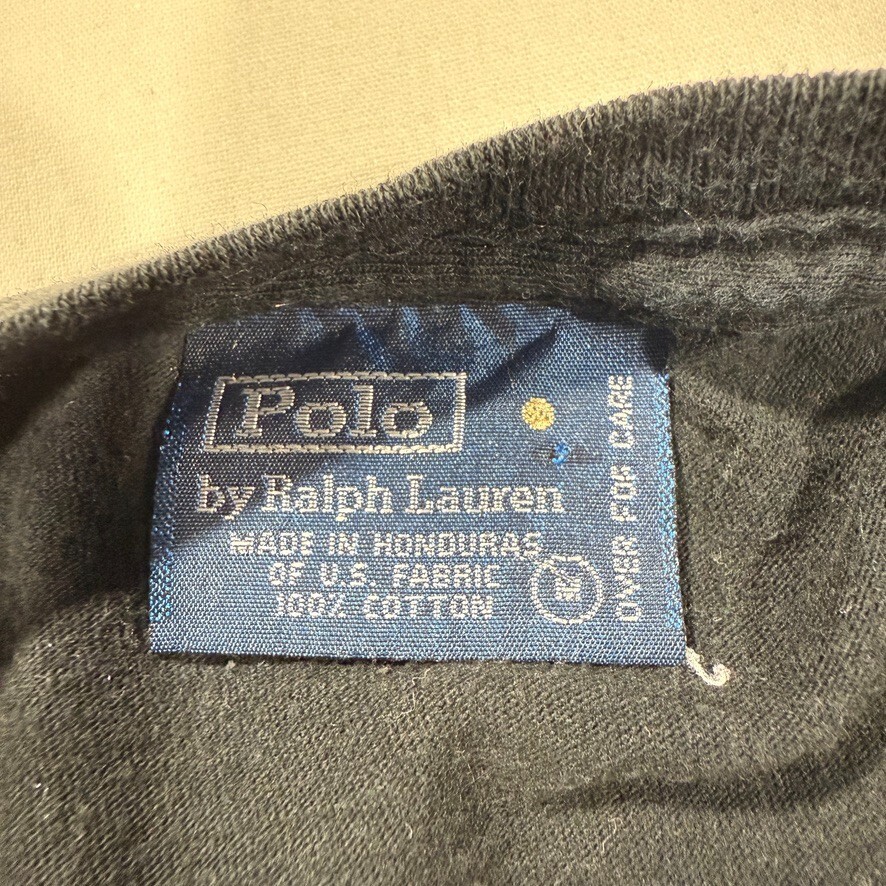 Polo
by Ralph Lauren
MADE IN HONDURAS
OF U.S. FABRIC
100% COTTON
M
OVER FOR CARE